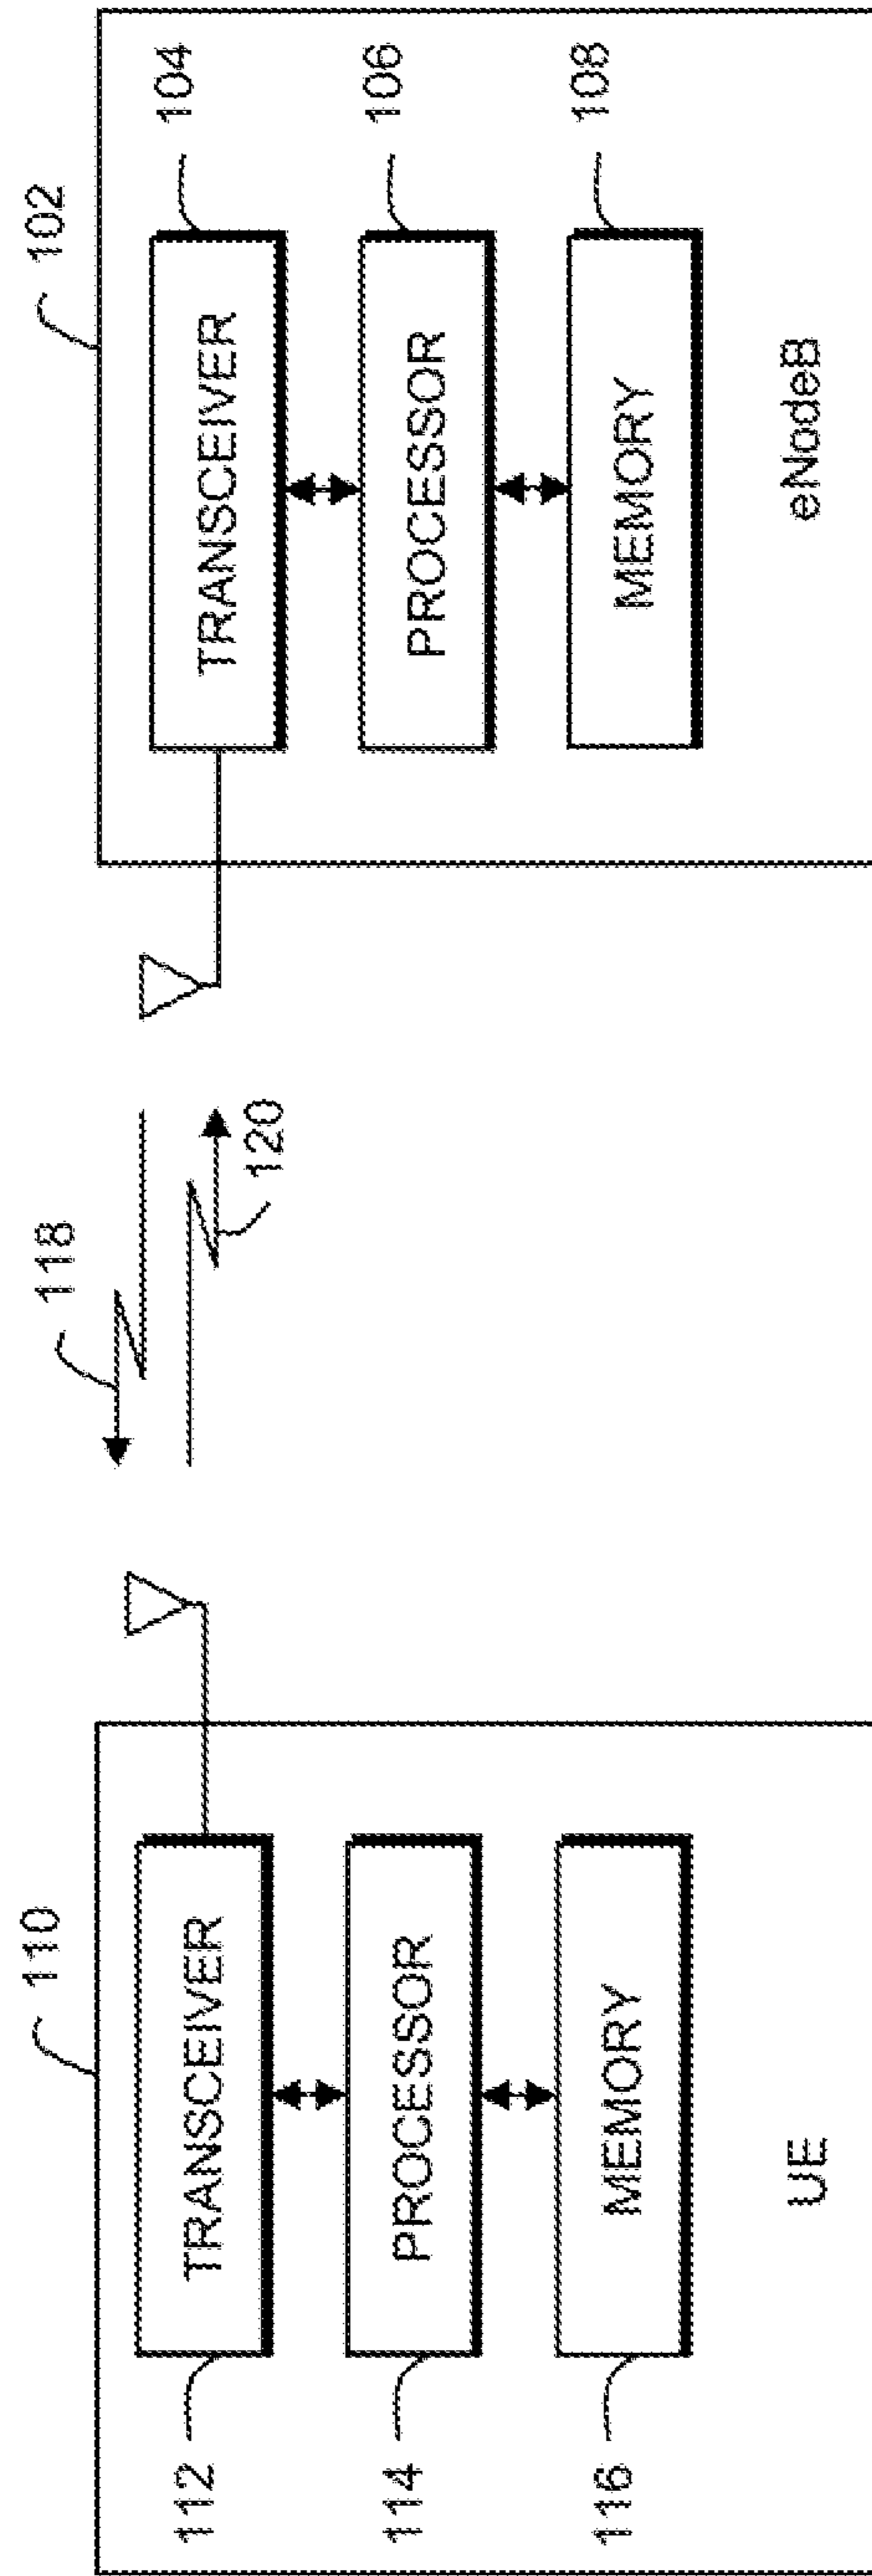 110
118
102
TRANSCEIVER
112
PROCESSOR
114
MEMORY
116
UE
120
TRANSCEIVER
104
PROCESSOR
106
MEMORY
108
eNodeB